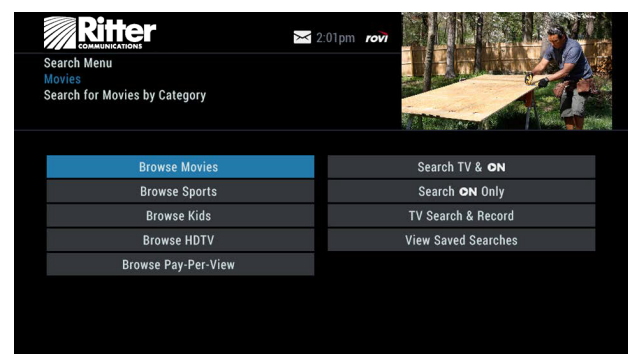 Ritter
COMMUNICATIONS
2:01pm rovi
Search Menu
Movies
Search for Movies by Category
Browse Movies
Browse Sports
Browse Kids
Browse HDTV
Browse Pay-Per-View
Search TV & ON
Search ON Only
TV Search & Record
View Saved Searches